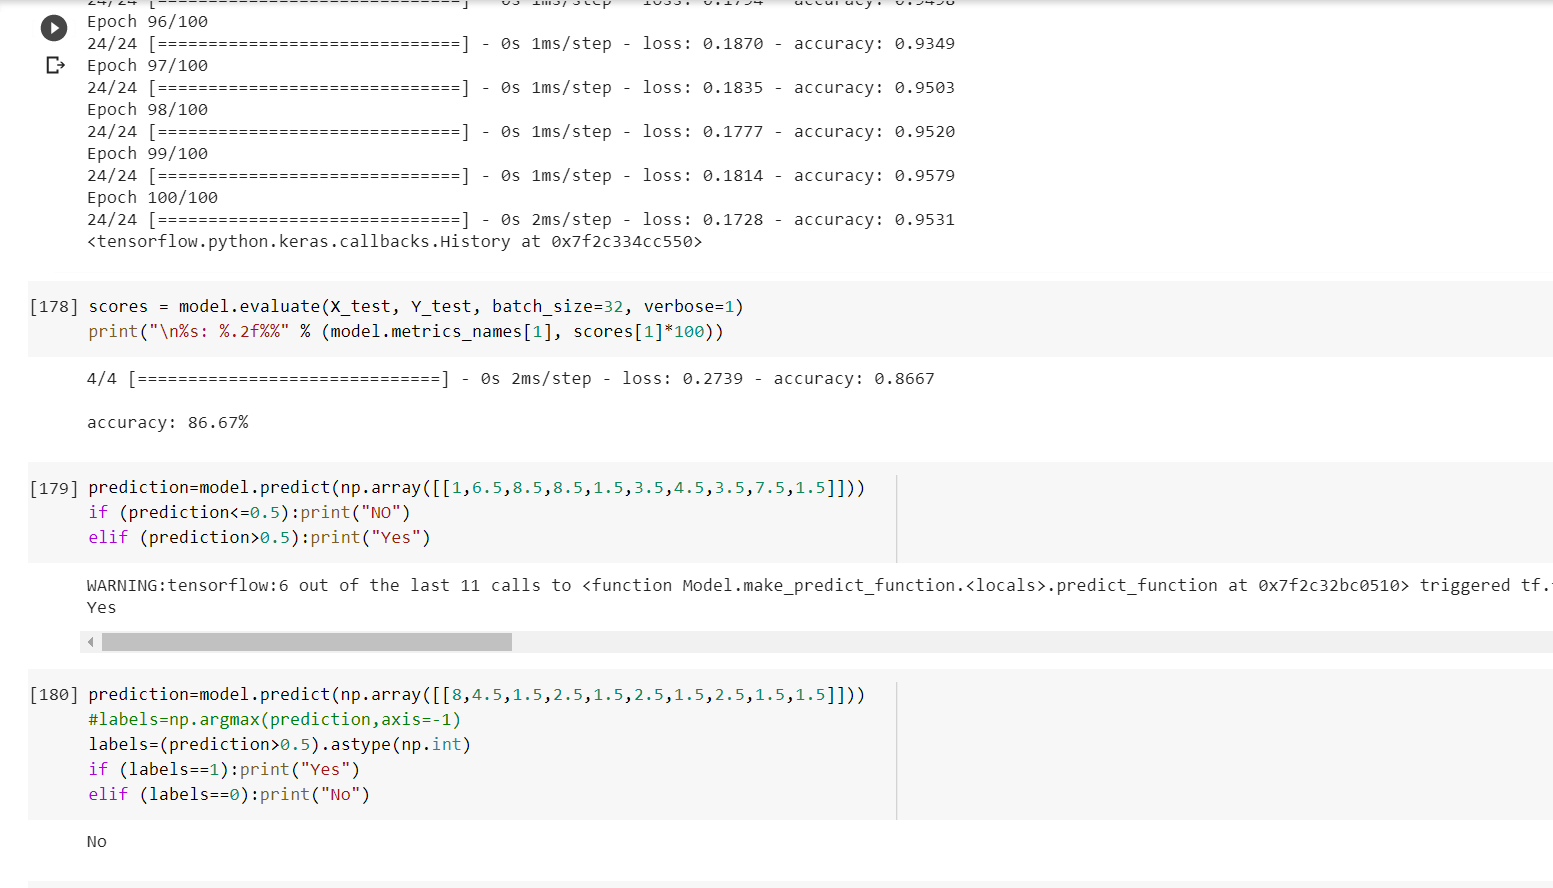 Epoch 96/100
24/24 [==============================] - 0s 1ms/step - loss: 0.1870 - accuracy: 0.9349
Epoch 97/100
24/24 [==============================] - 0s 1ms/step - loss: 0.1835 - accuracy: 0.9503
Epoch 98/100
24/24 [==============================] - 0s 1ms/step - loss: 0.1777 - accuracy: 0.9520
Epoch 99/100
24/24 [==============================] - 0s 1ms/step - loss: 0.1814 - accuracy: 0.9579
Epoch 100/100
24/24 [==============================] - 0s 2ms/step - loss: 0.1728 - accuracy: 0.9531
<tensorflow.python.keras.callbacks.History at 0x7f2c334cc550>
[178] scores = model.evaluate(X_test, Y_test, batch_size=32, verbose=1)
print("\n%s: %.2f%%" % (model.metrics_names[1], scores[1]*100))
4/4 [==============================] - 0s 2ms/step - loss: 0.2739 - accuracy: 0.8667
accuracy: 86.67%
[179] prediction=model.predict(np.array([[1,6.5,8.5,8.5,1.5,3.5,4.5,3.5,7.5,1.5]]))
if (prediction<=0.5):print("NO")
elif (prediction>0.5):print("Yes")
WARNING:tensorflow:6 out of the last 11 calls to <function Model.make_predict_function.<locals>.predict_function at 0x7f2c32bc0510> triggered tf.
Yes
[180] prediction=model.predict(np.array([[8,4.5,1.5,2.5,1.5,2.5,1.5,2.5,1.5,1.5]]))
#labels=np.argmax(prediction,axis=-1)
labels=(prediction>0.5).astype(np.int)
if (labels==1):print("Yes")
elif (labels==0):print("No")
No